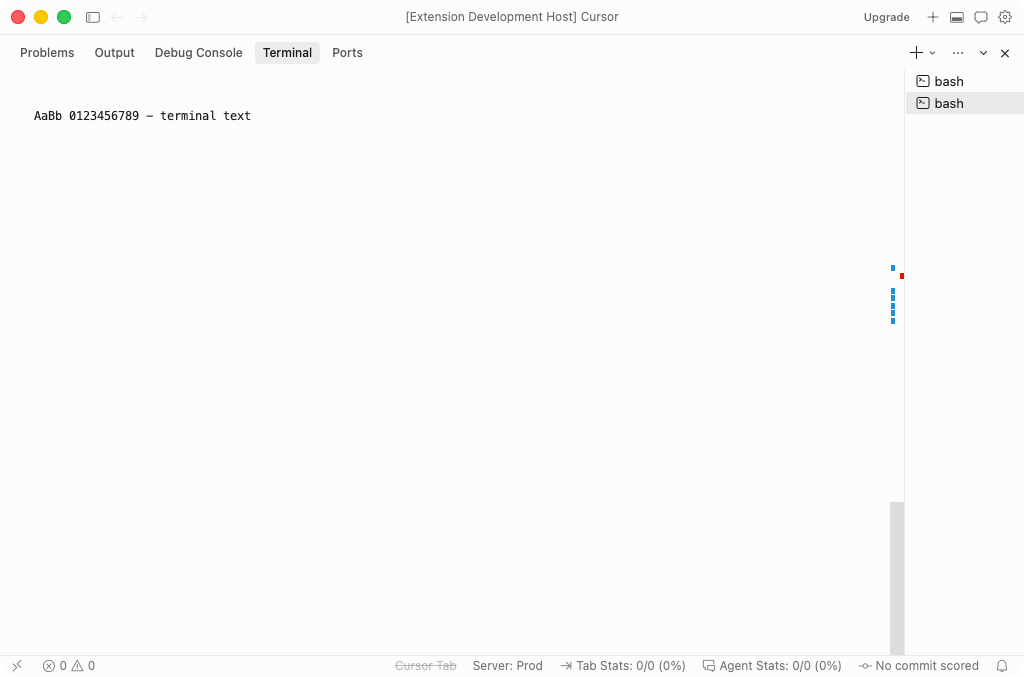 [Extension Development Host] Cursor
Upgrade
Problems Output Debug Console Terminal Ports
bash
bash
AaBb 0123456789 — terminal text
0 0 Cursor Tab Server: Prod Tab Stats: 0/0 (0%) Agent Stats: 0/0 (0%) No commit scored